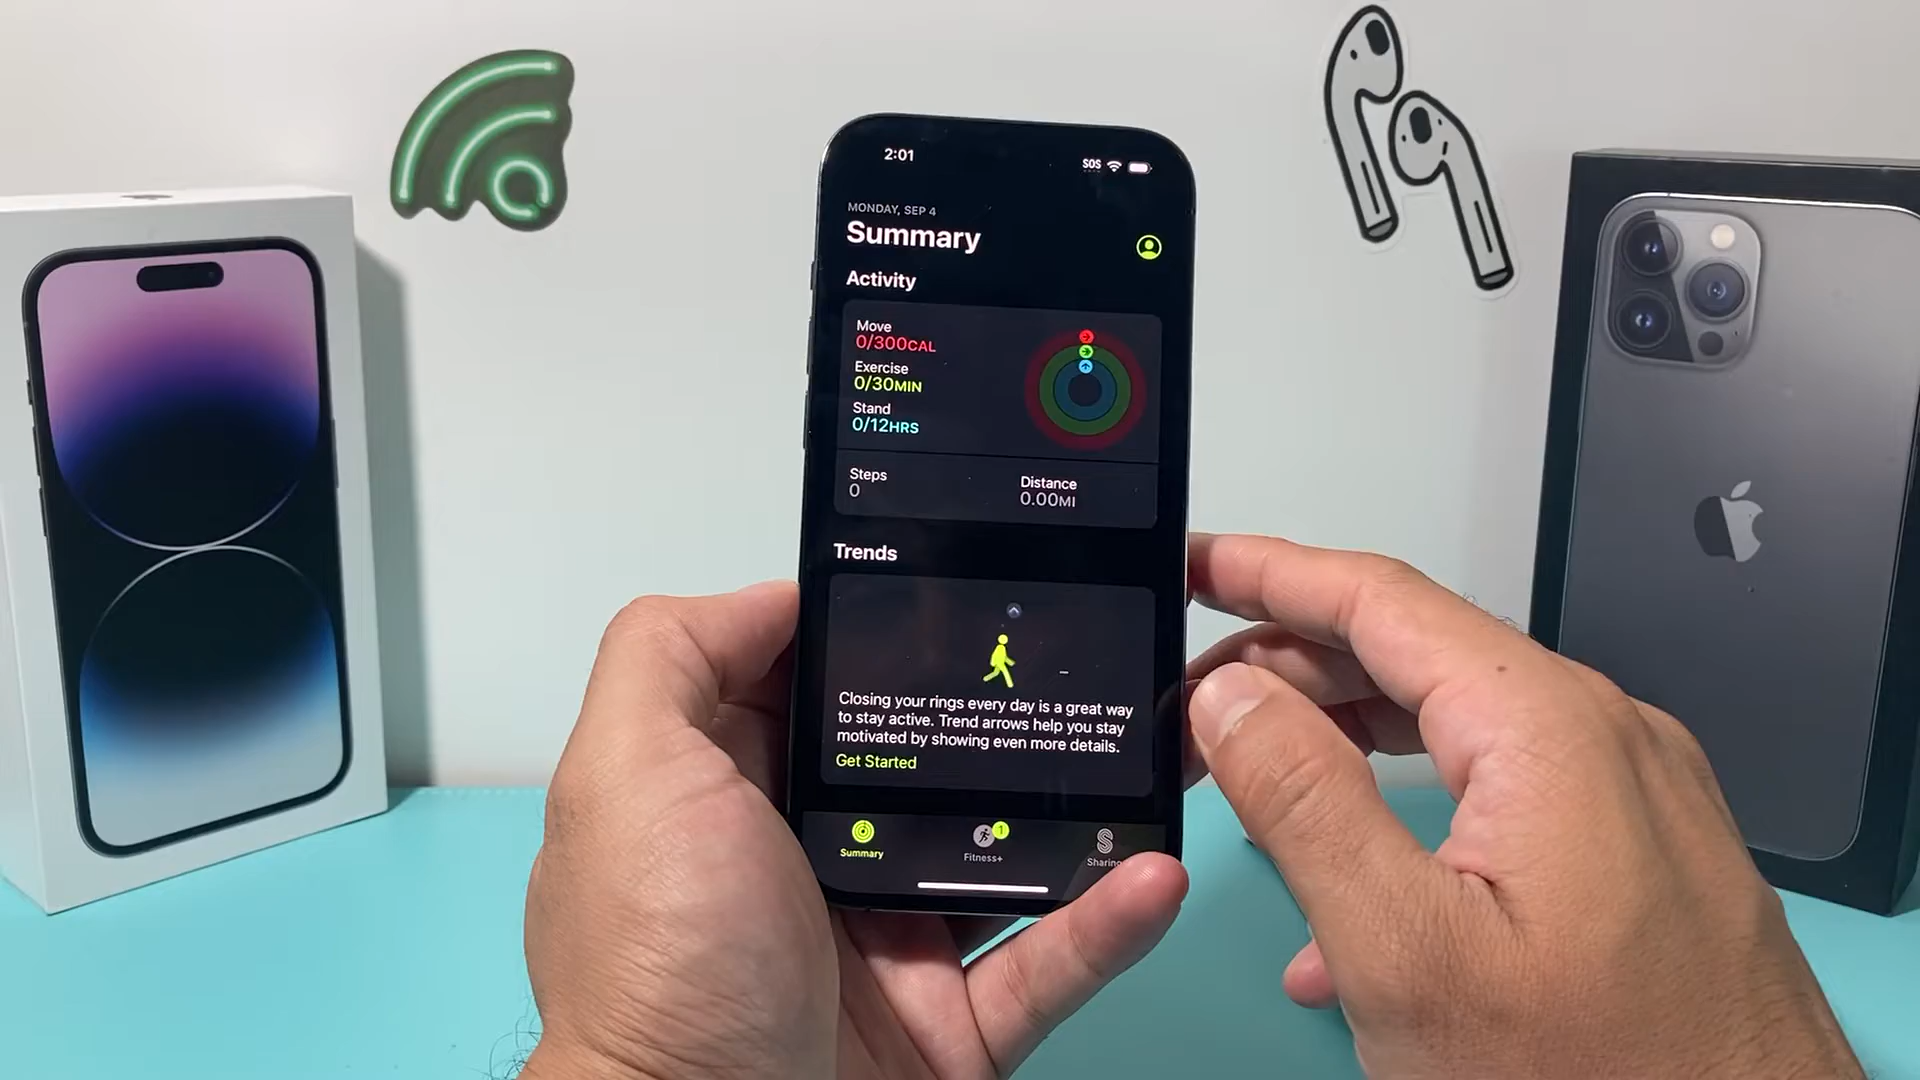 2:01
SOS
MONDAY, SEP 4
Summary
Activity
Move
0/300CAL
Exercise
0/30MIN
Stand
0/12HRS
Steps
0
Distance
0.00MI
Trends
Closing your rings every day is a great way
to stay active. Trend arrows help you stay
motivated by showing even more details.
Get Started
Summary
1
Fitness+
Sharing